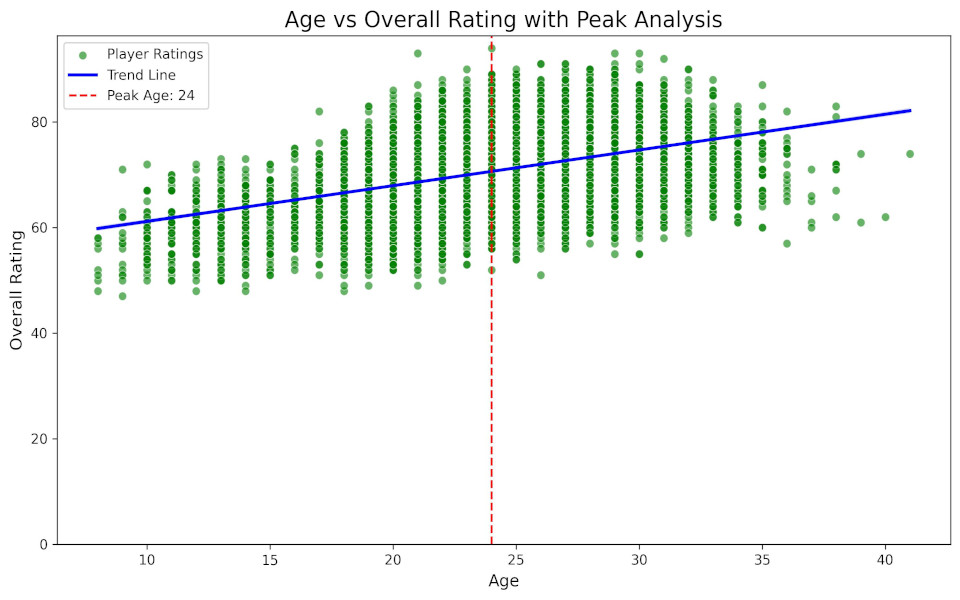 Age vs Overall Rating with Peak Analysis
Player Ratings
Trend Line
Peak Age: 24
Overall Rating
80
60
40
20
0
10 15 20 25 30 35 40
Age